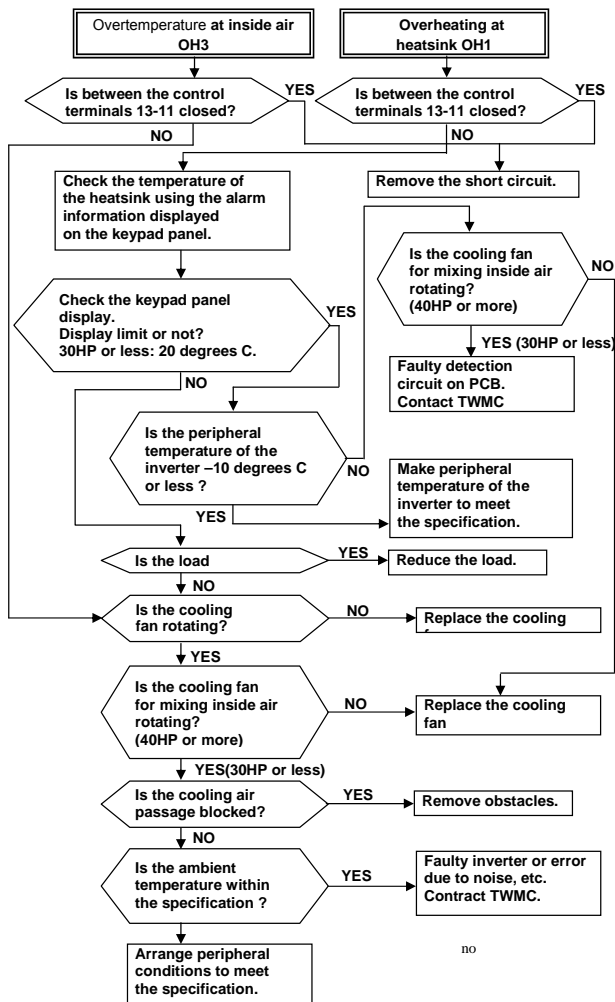 Overtemperature at inside air
OH3
Overheating at
heatsink OH1
Is between the control
terminals 13-11 closed?
YES
Is between the control
terminals 13-11 closed?
YES
NO
NO
Check the temperature of
the heatsink using the alarm
information displayed
on the keypad panel.
Remove the short circuit.
Is the cooling fan
for mixing inside air
rotating?
(40HP or more)
NO
Check the keypad panel
display.
Display limit or not?
30HP or less: 20 degrees C.
YES
YES (30HP or less)
NO
Faulty detection
circuit on PCB.
Contact TWMC
Is the peripheral
temperature of the
inverter –10 degrees C
or less ?
NO
YES
Make peripheral
temperature of the
inverter to meet
the specification.
Is the load
YES
Reduce the load.
NO
Is the cooling
fan rotating?
NO
Replace the cooling
YES
Is the cooling fan
for mixing inside air
rotating?
(40HP or more)
NO
Replace the cooling
fan
YES(30HP or less)
Is the cooling air
passage blocked?
YES
Remove obstacles.
NO
Is the ambient
temperature within
the specification ?
YES
Faulty inverter or error
due to noise, etc.
Contract TWMC.
no
Arrange peripheral
conditions to meet
the specification.